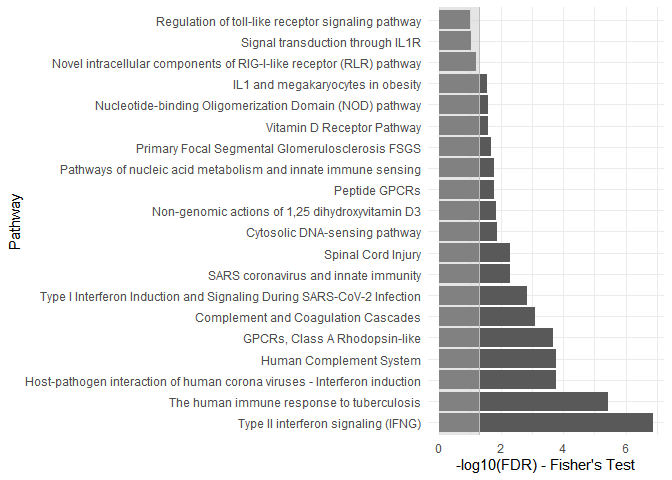 Regulation of toll-like receptor signaling pathway
Signal transduction through IL1R
Novel intracellular components of RIG-I-like receptor (RLR) pathway
IL1 and megakaryocytes in obesity
Nucleotide-binding Oligomerization Domain (NOD) pathway
Vitamin D Receptor Pathway
Primary Focal Segmental Glomerulosclerosis FSGS
Pathways of nucleic acid metabolism and innate immune sensing
Peptide GPCRs
Non-genomic actions of 1,25 dihydroxyvitamin D3
Cytosolic DNA-sensing pathway
Spinal Cord Injury
SARS coronavirus and innate immunity
Type I Interferon Induction and Signaling During SARS-CoV-2 Infection
Complement and Coagulation Cascades
GPCRs, Class A Rhodopsin-like
Human Complement System
Host-pathogen interaction of human corona viruses - Interferon induction
The human immune response to tuberculosis
Type II interferon signaling (IFNG)
Pathway
0 2 4 6
-log10(FDR) - Fisher's Test